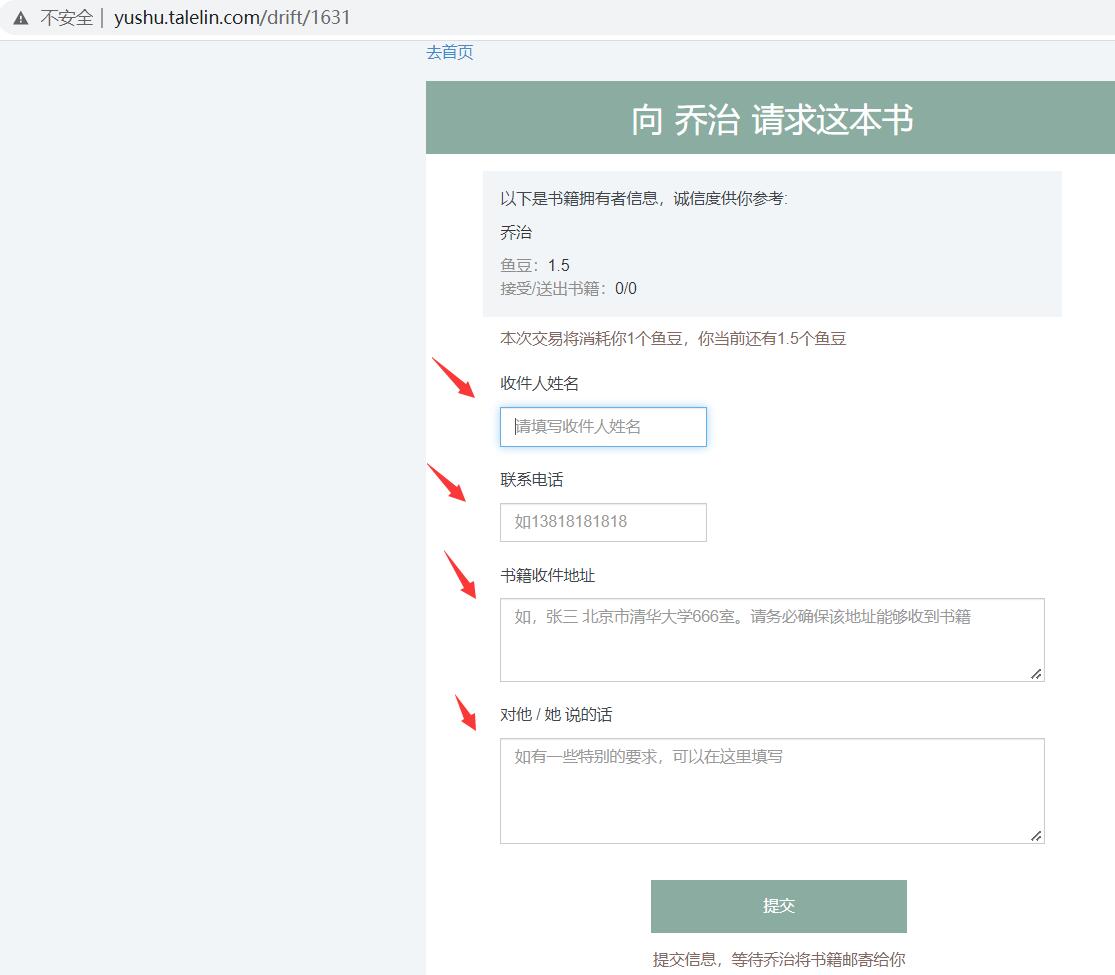 不安全 | yushu.talelin.com/drift/1631
去首页
向 乔治 请求这本书
以下是书籍拥有者信息，诚信度供你参考:
乔治
鱼豆：1.5
接受/送出书籍：0/0
本次交易将消耗你1个鱼豆，你当前还有1.5个鱼豆
收件人姓名
请填写收件人姓名
联系电话
如13818181818
书籍收件地址
如，张三 北京市清华大学666室。请务必确保该地址能够收到书籍
对他 / 她 说的话
如有一些特别的要求，可以在这里填写
提交
提交信息，等待乔治将书籍邮寄给你